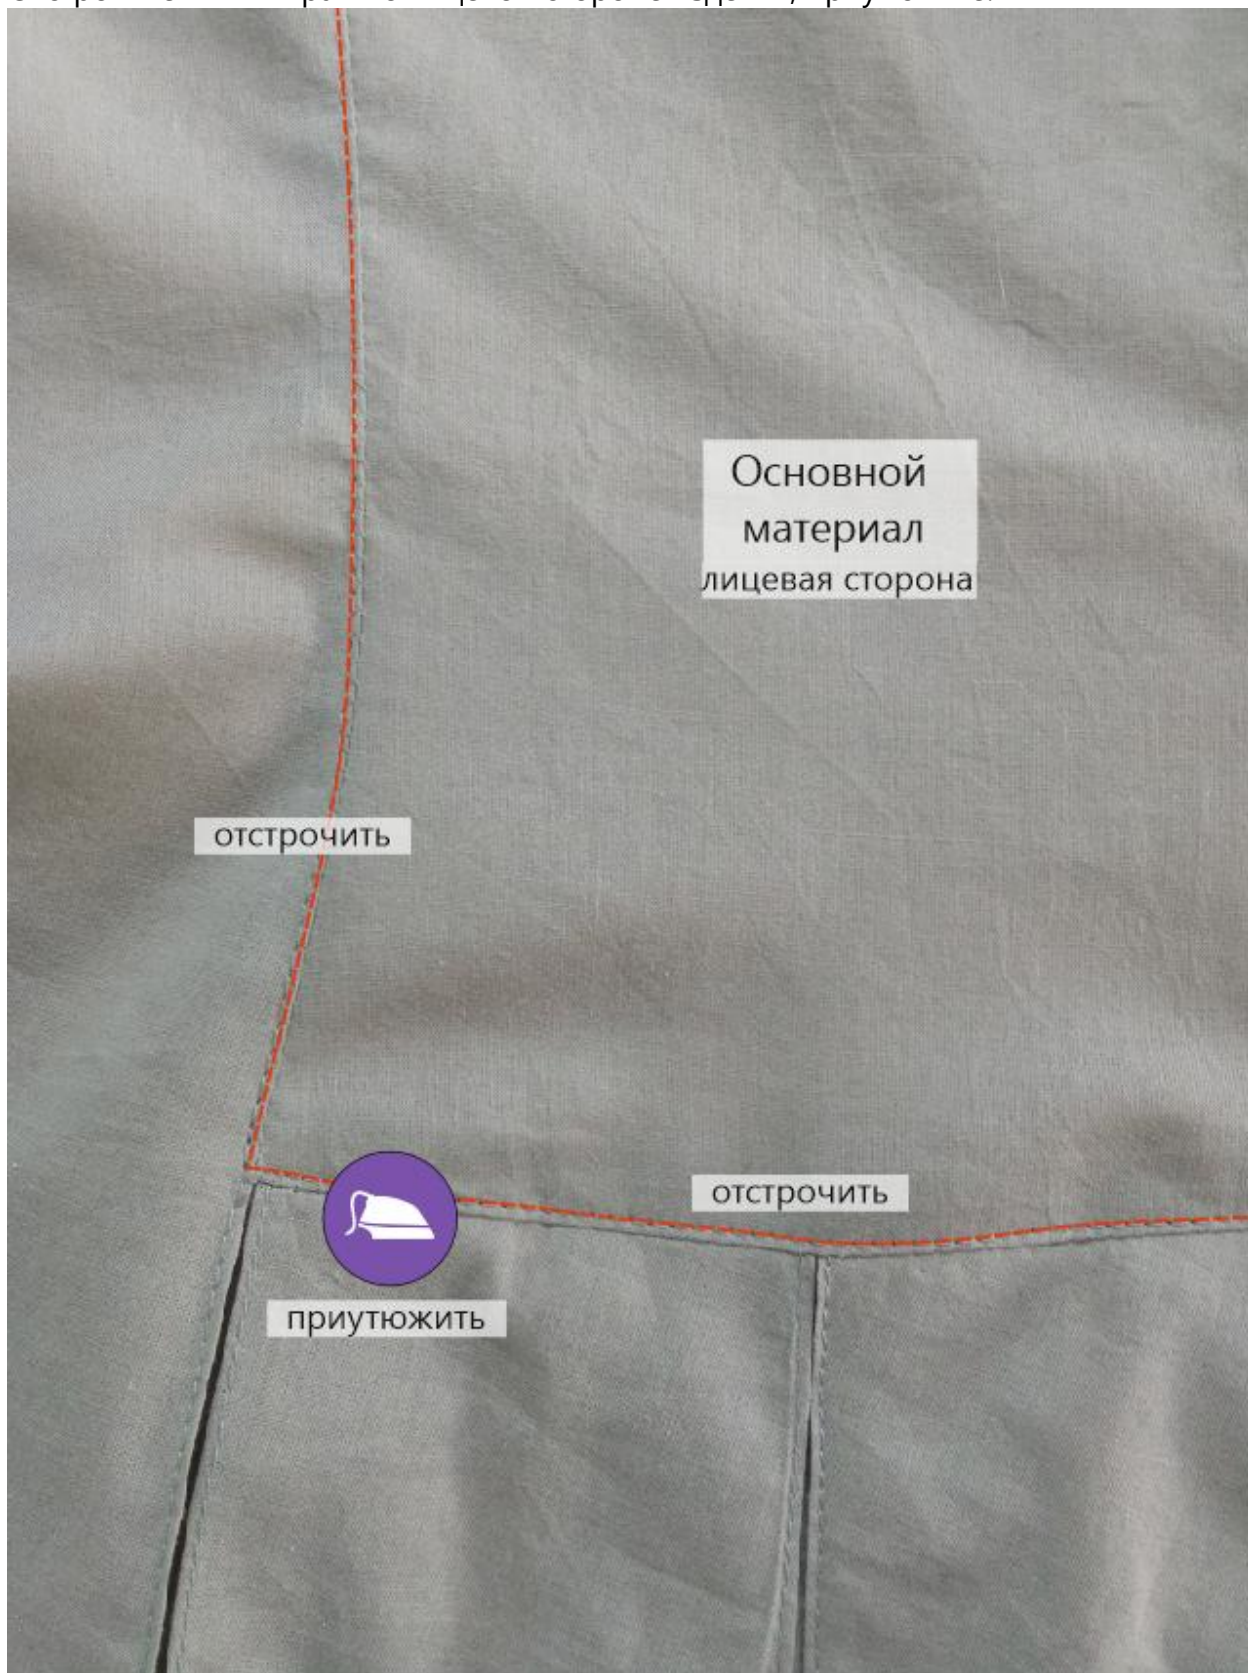 Основной
материал
лицевая сторона
отстрочить
отстрочить
приутюжить